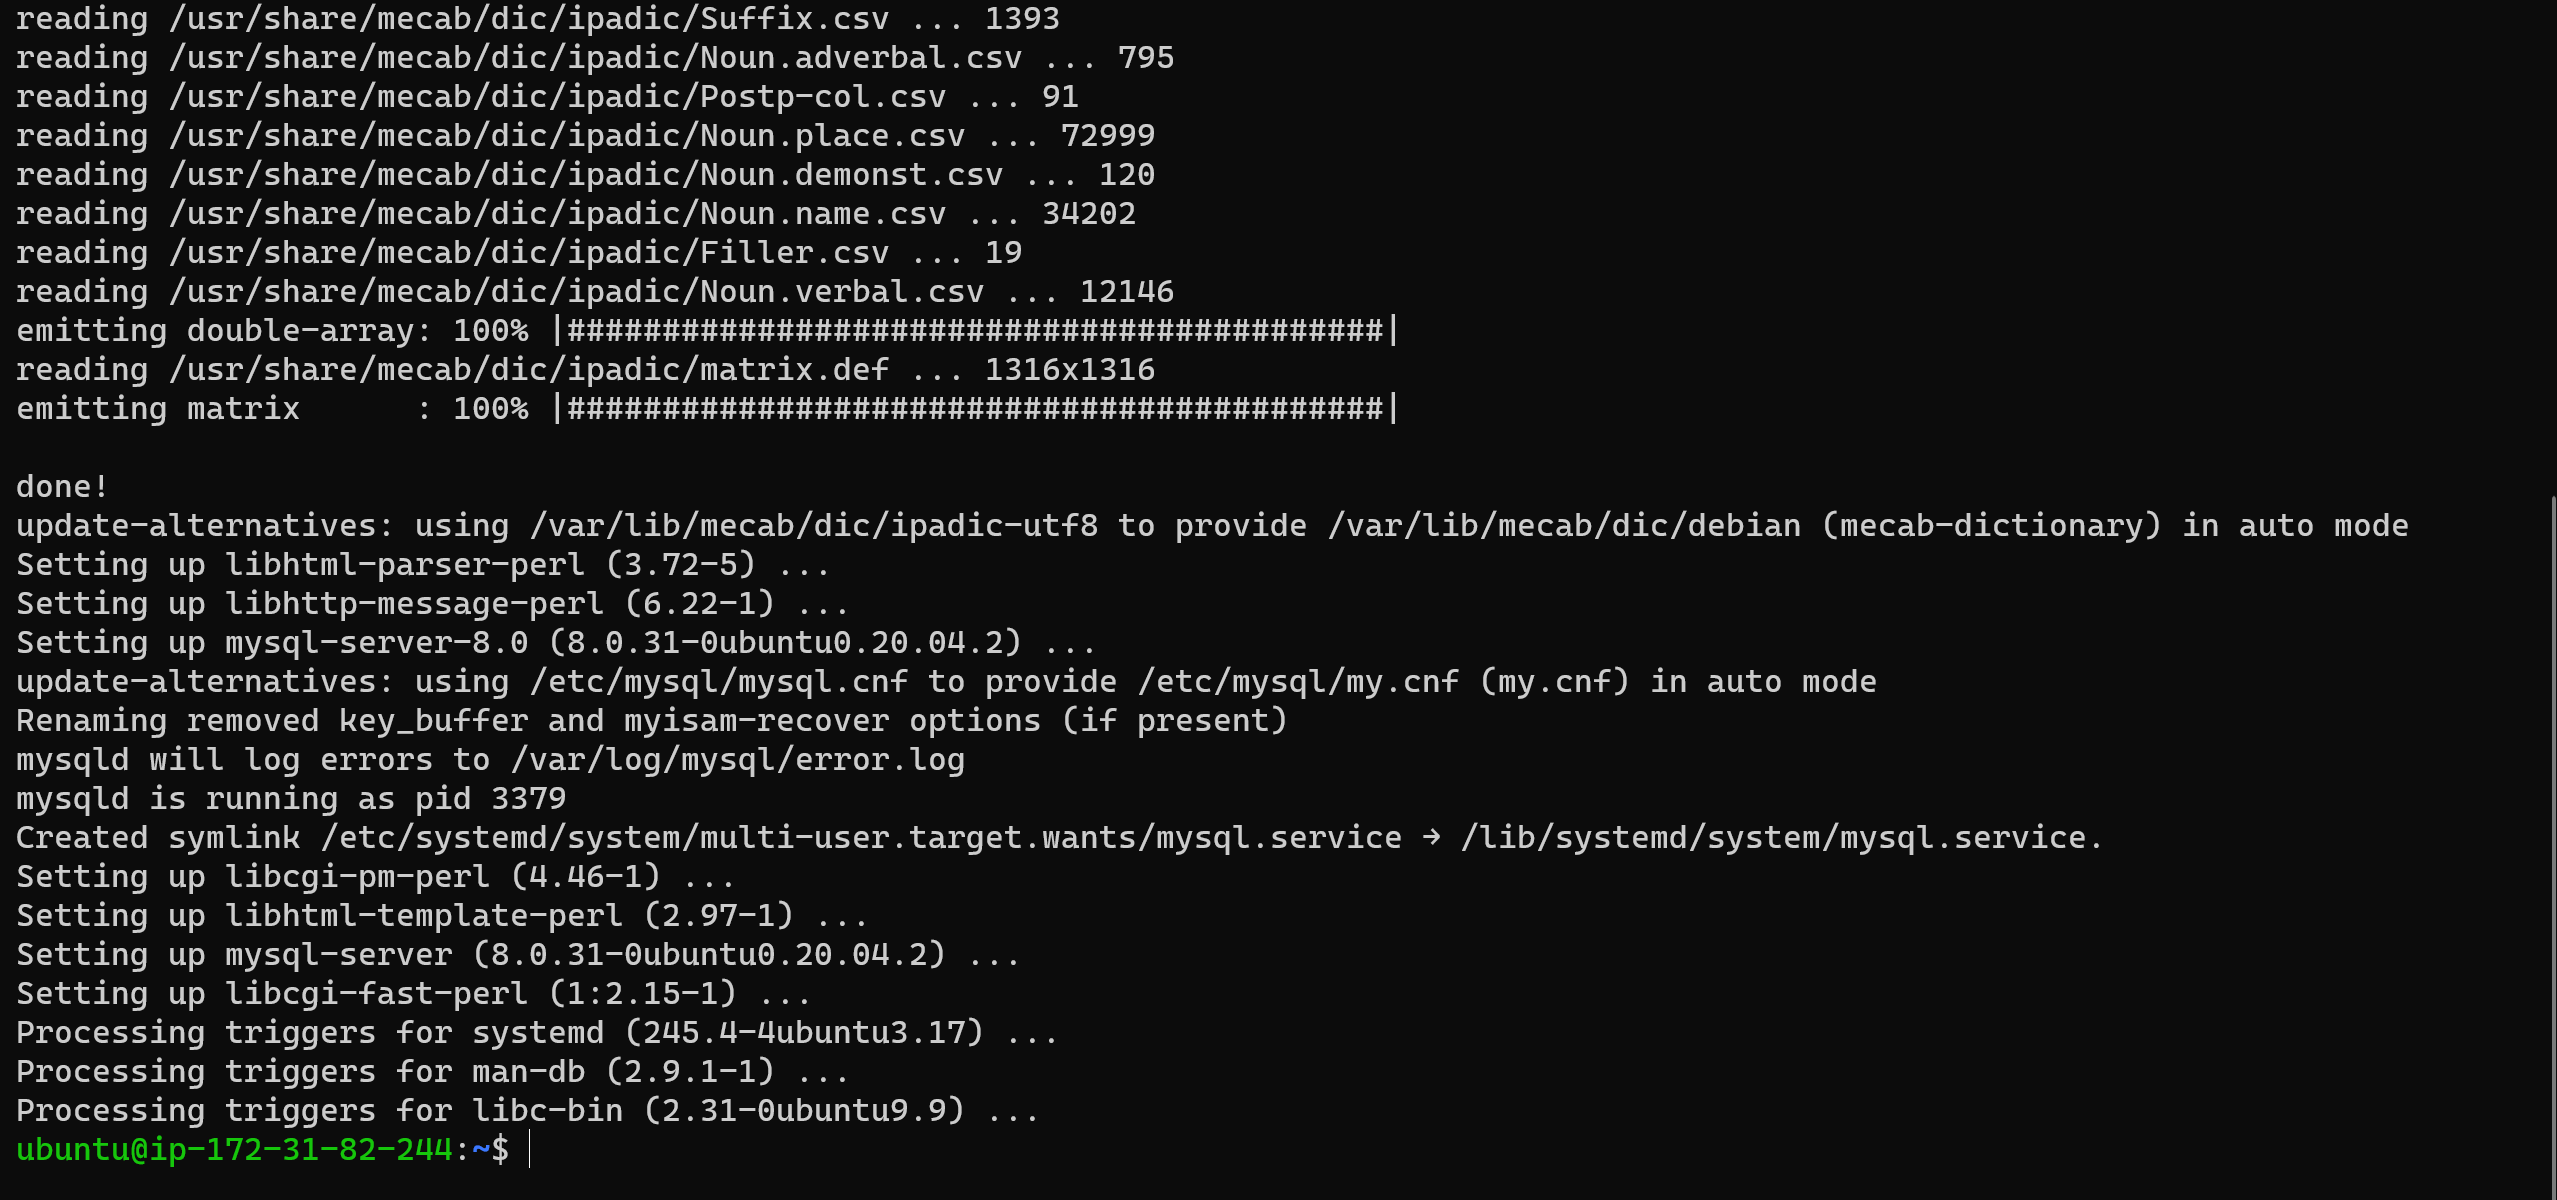 reading /usr/share/mecab/dic/ipadic/Suffix.csv ... 1393
reading /usr/share/mecab/dic/ipadic/Noun.adverbal.csv ... 795
reading /usr/share/mecab/dic/ipadic/Postp-col.csv ... 91
reading /usr/share/mecab/dic/ipadic/Noun.place.csv ... 72999
reading /usr/share/mecab/dic/ipadic/Noun.demonst.csv ... 120
reading /usr/share/mecab/dic/ipadic/Noun.name.csv ... 34202
reading /usr/share/mecab/dic/ipadic/Filler.csv ... 19
reading /usr/share/mecab/dic/ipadic/Noun.verbal.csv ... 12146
emitting double-array: 100% |###########################################|
reading /usr/share/mecab/dic/ipadic/matrix.def ... 1316x1316
emitting matrix      : 100% |###########################################|

done!
update-alternatives: using /var/lib/mecab/dic/ipadic-utf8 to provide /var/lib/mecab/dic/debian (mecab-dictionary) in auto mode
Setting up libhtml-parser-perl (3.72-5) ...
Setting up libhttp-message-perl (6.22-1) ...
Setting up mysql-server-8.0 (8.0.31-0ubuntu0.20.04.2) ...
update-alternatives: using /etc/mysql/mysql.cnf to provide /etc/mysql/my.cnf (my.cnf) in auto mode
Renaming removed key_buffer and myisam-recover options (if present)
mysqld will log errors to /var/log/mysql/error.log
mysqld is running as pid 3379
Created symlink /etc/systemd/system/multi-user.target.wants/mysql.service → /lib/systemd/system/mysql.service.
Setting up libcgi-pm-perl (4.46-1) ...
Setting up libhtml-template-perl (2.97-1) ...
Setting up mysql-server (8.0.31-0ubuntu0.20.04.2) ...
Setting up libcgi-fast-perl (1:2.15-1) ...
Processing triggers for systemd (245.4-4ubuntu3.17) ...
Processing triggers for man-db (2.9.1-1) ...
Processing triggers for libc-bin (2.31-0ubuntu9.9) ...
ubuntu@ip-172-31-82-244:~$